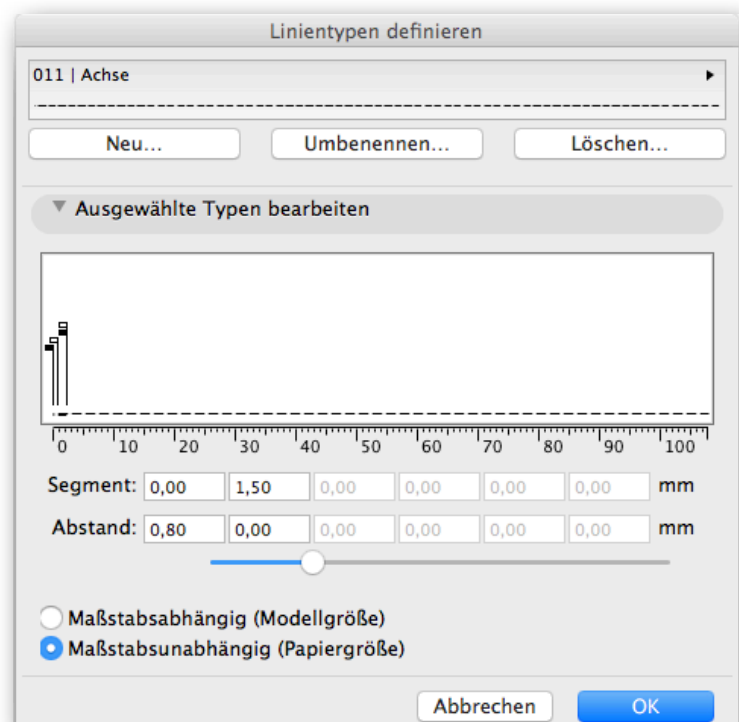 Linientypen definieren
011 | Achse
Neu... Umbenennen... Löschen...
Ausgewählte Typen bearbeiten
0 10 20 30 40 50 60 70 80 90 100
Segment: 0,00 1,50 0,00 0,00 0,00 0,00 mm
Abstand: 0,80 0,00 0,00 0,00 0,00 0,00 mm
Maßstabsabhängig (Modellgröße)
Maßstabsunabhängig (Papiergröße)
Abbrechen OK